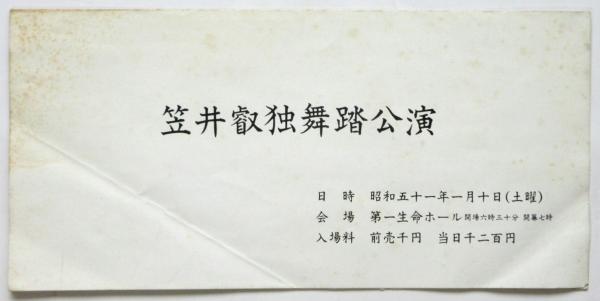 笠井叡独舞踏公演
日　時　昭和五十一年一月十日(土曜)
会　場　第一生命ホール 開場六時三十分 開幕七時
入場料　前売千円　当日千二百円